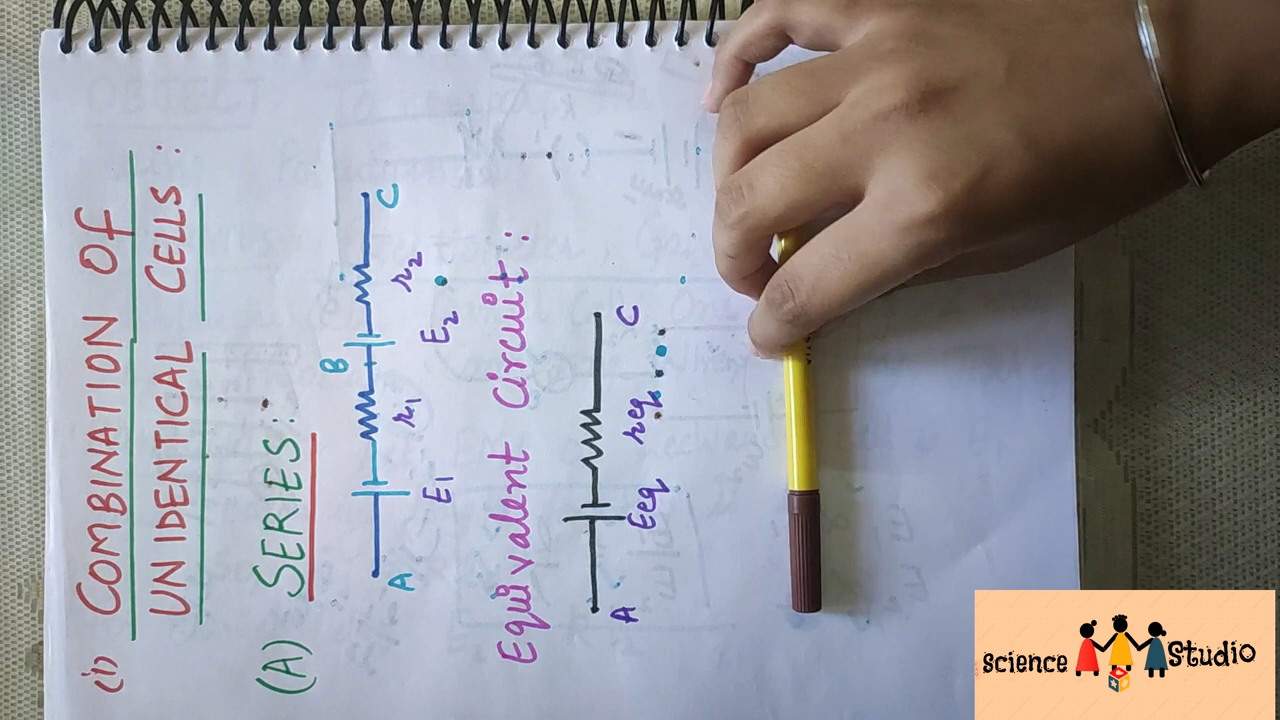 (i) COMBINATION Of
UNIDENTICAL CELLS:
(A) SERIES:
A B C
E1 r1 E2 r2
Equivalent Circuit:
A C
Eeq req
Science Studio